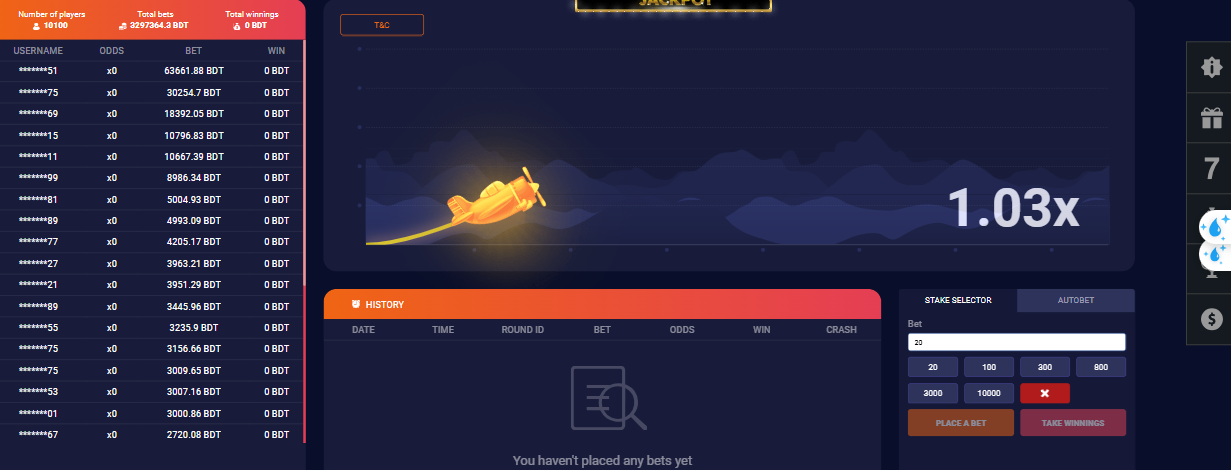 Number of players Total bets Total winnings
10100 3297364.3 BDT 0 BDT
USERNAME ODDS BET WIN
*******51 x0 63661.88 BDT 0 BDT
*******75 x0 30254.7 BDT 0 BDT
*******69 x0 18392.05 BDT 0 BDT
*******15 x0 10796.83 BDT 0 BDT
*******11 x0 10667.39 BDT 0 BDT
*******99 x0 8986.34 BDT 0 BDT
*******81 x0 5004.93 BDT 0 BDT
*******89 x0 4993.09 BDT 0 BDT
*******77 x0 4205.17 BDT 0 BDT
*******27 x0 3963.21 BDT 0 BDT
*******21 x0 3951.29 BDT 0 BDT
*******89 x0 3445.96 BDT 0 BDT
*******55 x0 3235.9 BDT 0 BDT
*******75 x0 3156.66 BDT 0 BDT
*******75 x0 3009.65 BDT 0 BDT
*******53 x0 3007.16 BDT 0 BDT
*******01 x0 3000.86 BDT 0 BDT
*******67 x0 2720.08 BDT 0 BDT
JACKPOT
T&C
1.03x
HISTORY
DATE TIME ROUND ID BET ODDS WIN CRASH
You haven't placed any bets yet
STAKE SELECTOR AUTOBET
Bet
20
20 100 300 800
3000 10000
PLACE A BET TAKE WINNINGS
7